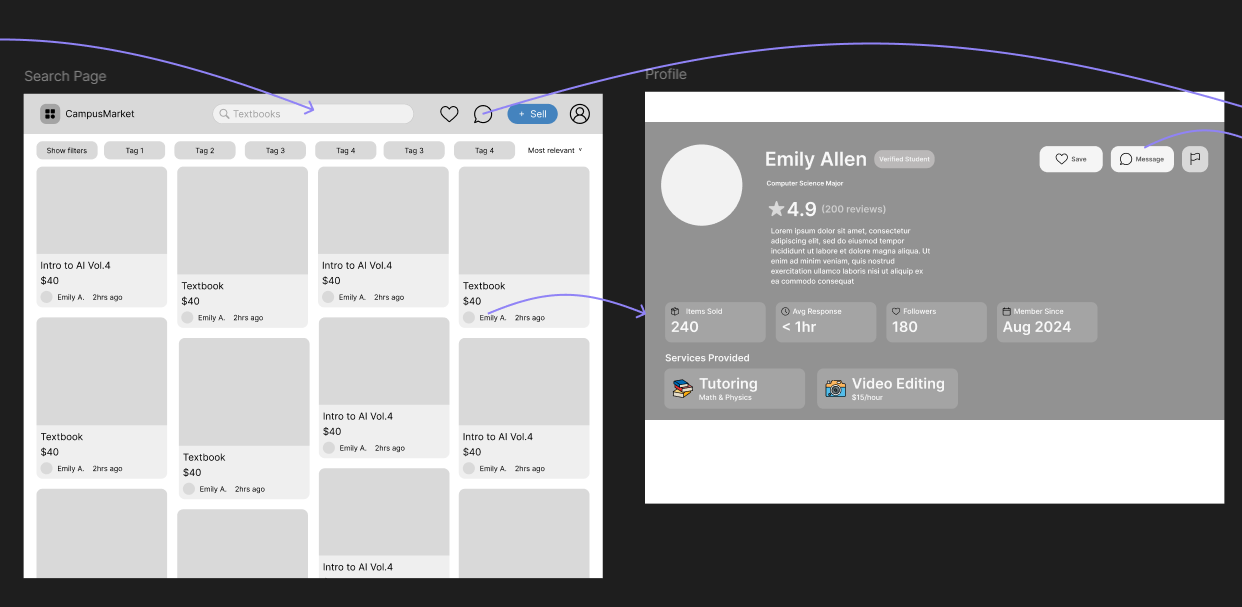 Search Page
CampusMarket
Textbooks
+ Sell
Show filters
Tag 1
Tag 2
Tag 3
Tag 4
Tag 3
Tag 4
Most relevant
Intro to AI Vol.4
$40
Emily A. 2hrs ago
Textbook
$40
Emily A. 2hrs ago
Intro to AI Vol.4
$40
Emily A. 2hrs ago
Textbook
$40
Emily A. 2hrs ago
Textbook
$40
Emily A. 2hrs ago
Textbook
$40
Emily A. 2hrs ago
Intro to AI Vol.4
$40
Emily A. 2hrs ago
Intro to AI Vol.4
$40
Emily A. 2hrs ago
Intro to AI Vol.4
Profile
Emily Allen
Verified Student
Save
Message
Computer Science Major
4.9 (200 reviews)
Lorem ipsum dolor sit amet, consectetur
adipiscing elit, sed do eiusmod tempor
incididunt ut labore et dolore magna aliqua. Ut
enim ad minim veniam, quis nostrud
exercitation ullamco laboris nisi ut aliquip ex
ea commodo consequat
Items Sold
240
Avg Response
< 1hr
Followers
180
Member Since
Aug 2024
Services Provided
Tutoring
Math & Physics
Video Editing
$15/hour